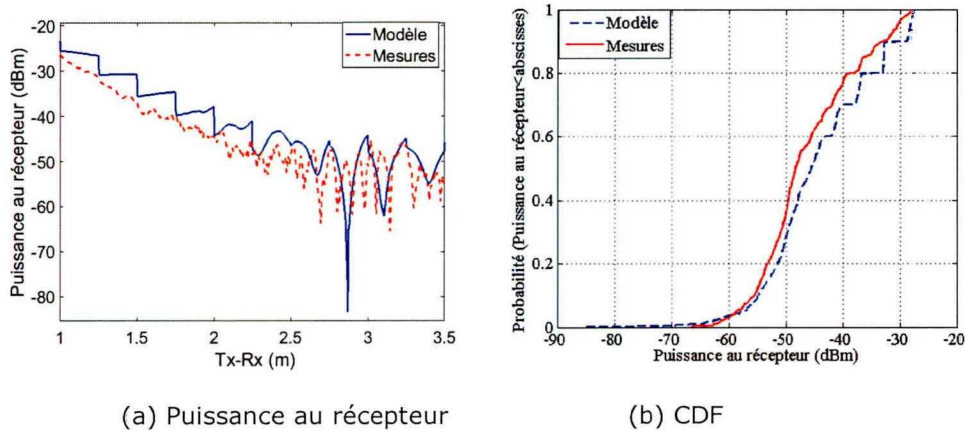 Puissance au récepteur (dBm)
-20
-30
-40
-50
-60
-70
-80
1
1.5
2
2.5
3
3.5
Tx-Rx (m)
Modèle
Mesures
Probabilité (Puissance au récepteur<abscisses)
1
0.8
0.6
0.4
0.2
0
-90
-80
-70
-60
-50
-40
-30
-20
Puissance au récepteur (dBm)
Modèle
Mesures
(a) Puissance au récepteur
(b) CDF